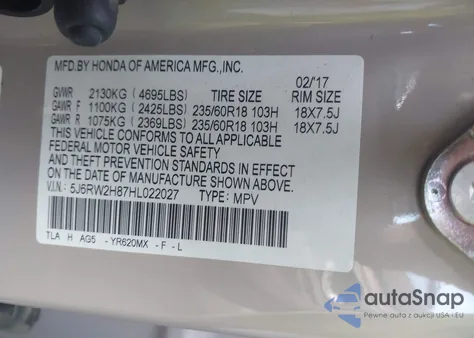 MFD.BY HONDA OF AMERICA MFG.,INC.
02/'17
GVWR 2130KG (4695LBS) TIRE SIZE RIM SIZE
GAWR F 1100KG (2425LBS) 235/60R18 103H 18X7.5J
GAWR R 1075KG (2369LBS) 235/60R18 103H 18X7.5J
THIS VEHICLE CONFORMS TO ALL APPLICABLE
FEDERAL MOTOR VEHICLE SAFETY
AND THEFT PREVENTION STANDARDS IN EFFECT
ON THE DATE OF MANUFACTURE SHOWN ABOVE.
V.I.N: 5J6RW2H87HL022027 TYPE: MPV
TLA H AG5 -YR620MX -F -L
autoSnap
Pewne auta z aukcji USA i EU